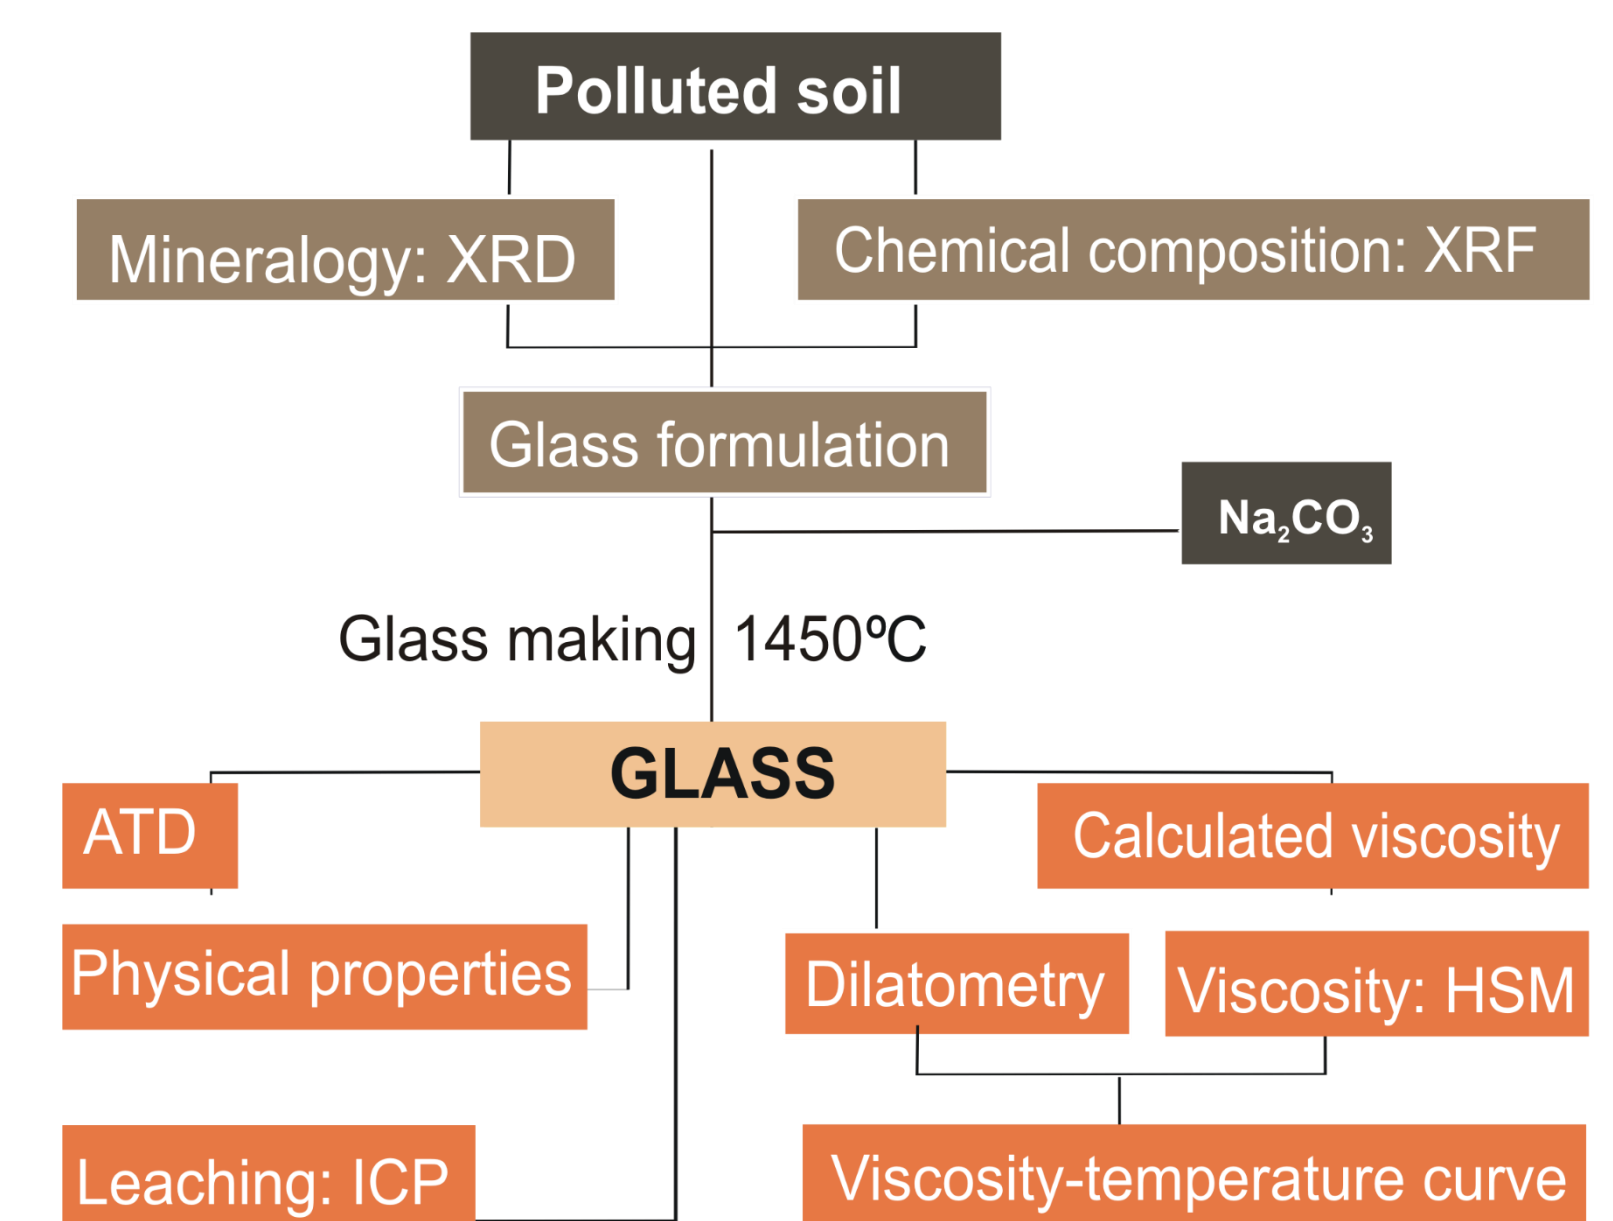 Polluted soil
Mineralogy: XRD
Chemical composition: XRF
Glass formulation
Na₂CO₃
Glass making 1450ºC
GLASS
ATD
Calculated viscosity
Physical properties
Dilatometry
Viscosity: HSM
Leaching: ICP
Viscosity-temperature curve